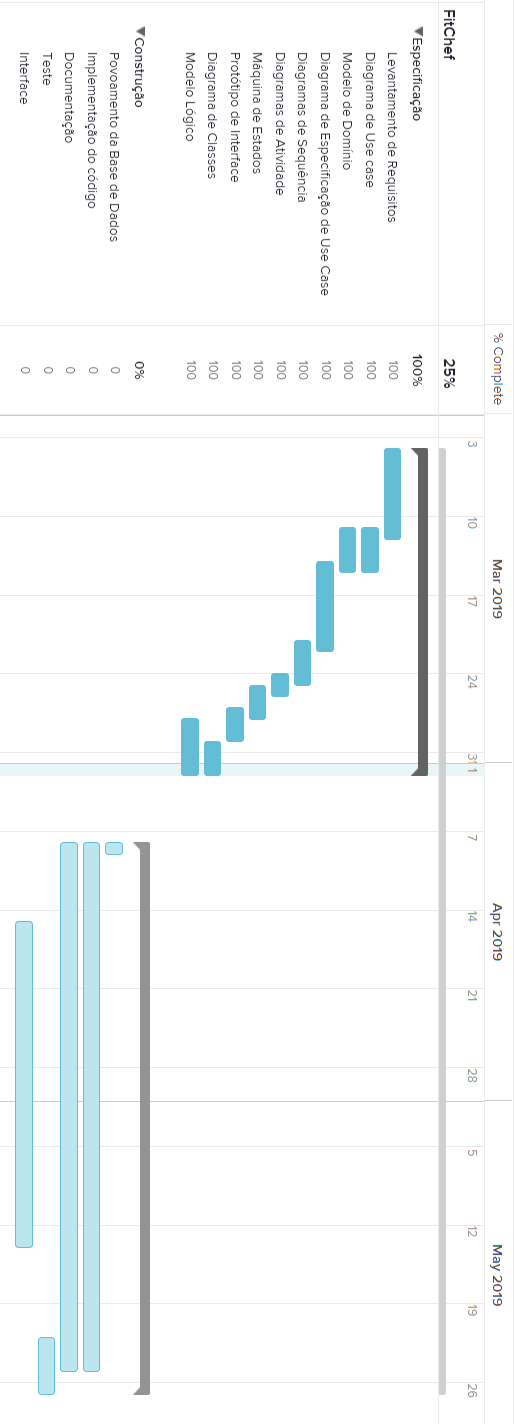 % Complete
Mar 2019
Apr 2019
May 2019
3
10
17
24
31
1
7
14
21
28
5
12
19
26
FitChef
25%
Especificação
100%
Levantamento de Requisitos
100
Diagrama de Use case
100
Modelo de Domínio
100
Diagrama de Especificação de Use Case
100
Diagramas de Sequência
100
Diagramas de Atividade
100
Máquina de Estados
100
Protótipo de Interface
100
Diagrama de Classes
100
Modelo Lógico
100
Construção
0%
Povoamento da Base de Dados
0
Implementação do código
0
Documentação
0
Teste
0
Interface
0